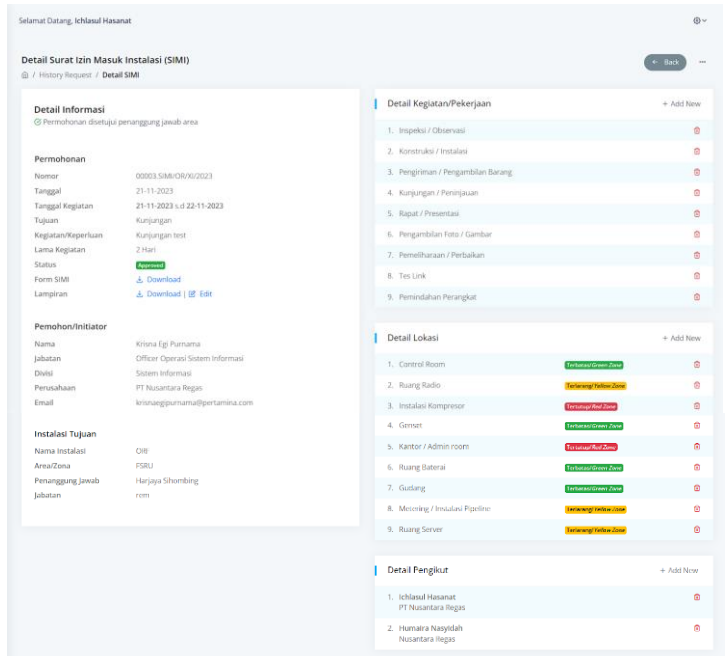 Selamat Datang, Ichlasul Hasanat
Detail Surat Izin Masuk Instalasi (SIMI)
/ History Request / Detail SIMI
← Back
Detail Informasi
Permohonan disetujui penanggung jawab area
Permohonan
Nomor 00003.SIMI/OR/XI/2023
Tanggal 21-11-2023
Tanggal Kegiatan 21-11-2023 s.d 22-11-2023
Tujuan Kunjungan
Kegiatan/Keperluan Kunjungan test
Lama Kegiatan 2 Hari
Status Approved
Form SIMI Download
Lampiran Download | Edit
Pemohon/Initiator
Nama Krisna Egi Purnama
Jabatan Officer Operasi Sistem Informasi
Divisi Sistem Informasi
Perusahaan PT Nusantara Regas
Email krisnaegipurnama@pertamina.com
Instalasi Tujuan
Nama Instalasi
Area/Zona FSRU
Penanggung Jawab Harjaya Sihombing
Jabatan
Detail Kegiatan/Pekerjaan + Add New
1. Inspeksi / Observasi
2. Konstruksi / Instalasi
3. Pengiriman / Pengambilan Barang
4. Kunjungan / Peninjauan
5. Rapat / Presentasi
6. Pengambilan Foto / Gambar
7. Pemeliharaan / Perbaikan
8. Tes Link
9. Pemindahan Perangkat
Detail Lokasi + Add New
1. Control Room Terbatas/Green Zone
2. Ruang Radio Terlarang/Yellow Zone
3. Instalasi Kompresor Tertutup/Red Zone
4. Genset Terbatas/Green Zone
5. Kantor / Admin room Tertutup/Red Zone
6. Ruang Baterai Terbatas/Green Zone
7. Gudang Terbatas/Green Zone
8. Metering / Instalasi Pipeline Terlarang/Yellow Zone
9. Ruang Server Terlarang/Yellow Zone
Detail Pengikut + Add New
1. Ichlasul Hasanat
PT Nusantara Regas
2. Humaira Nasyidah
Nusantara Regas